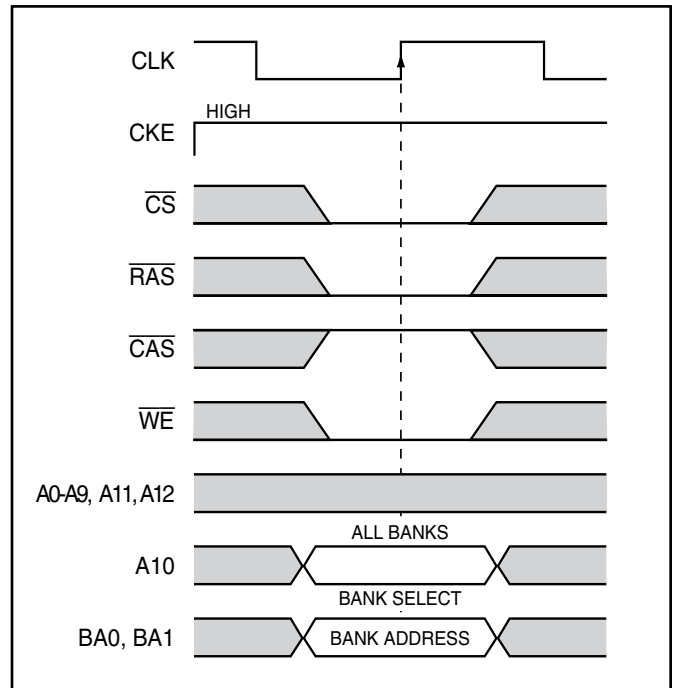 CLK
HIGH
CKE
CS
RAS
CAS
WE
A0-A9, A11, A12
ALL BANKS
A10
BANK SELECT
BA0, BA1
BANK ADDRESS